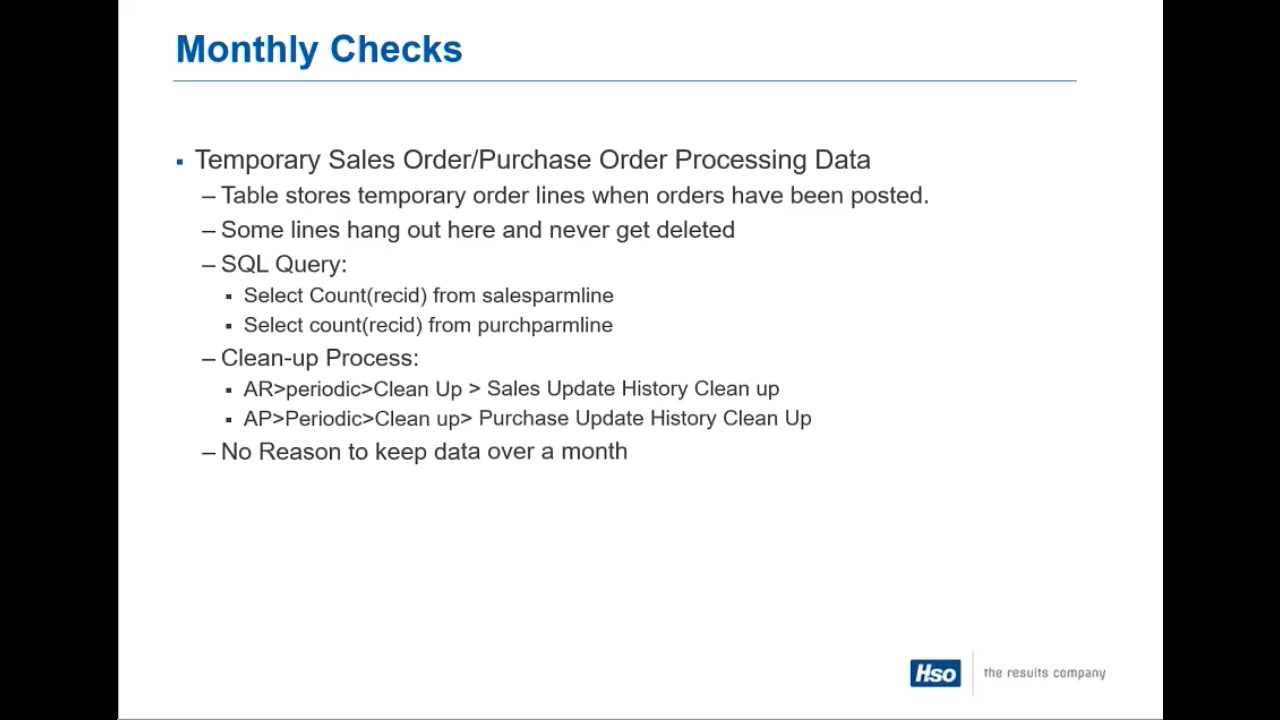 Monthly Checks
▪ Temporary Sales Order/Purchase Order Processing Data
– Table stores temporary order lines when orders have been posted.
– Some lines hang out here and never get deleted
– SQL Query:
▪ Select Count(recid) from salesparmline
▪ Select count(recid) from purchparmline
– Clean-up Process:
▪ AR>periodic>Clean Up > Sales Update History Clean up
▪ AP>Periodic>Clean up> Purchase Update History Clean Up
– No Reason to keep data over a month
Hso the results company